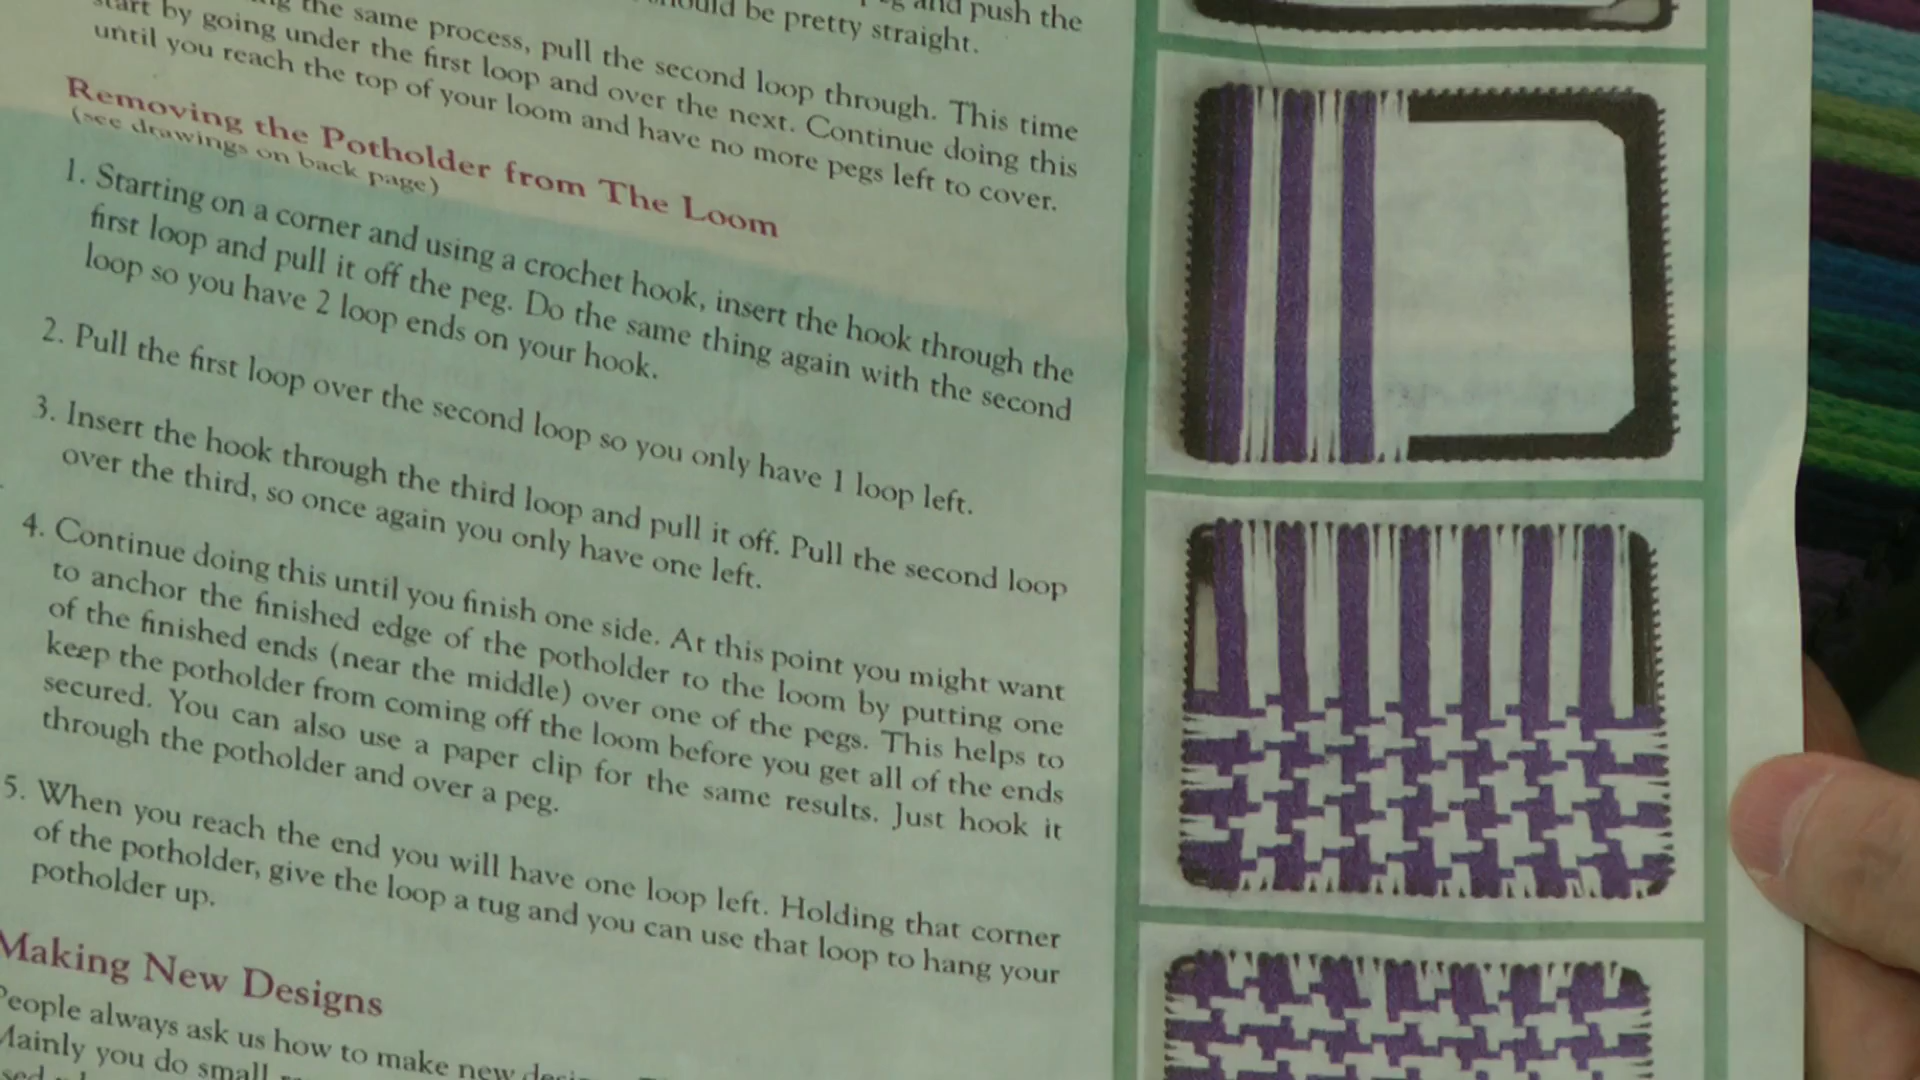 and push the
should be pretty straight.
the same process, pull the second loop through. This time
start by going under the first loop and over the next. Continue doing this
until you reach the top of your loom and have no more pegs left to cover.
Removing the Potholder from The Loom
(see drawings on back page)
1. Starting on a corner and using a crochet hook, insert the hook through the
first loop and pull it off the peg. Do the same thing again with the second
loop so you have 2 loop ends on your hook.
2. Pull the first loop over the second loop so you only have 1 loop left.
3. Insert the hook through the third loop and pull it off. Pull the second loop
over the third, so once again you only have one left.
4. Continue doing this until you finish one side. At this point you might want
to anchor the finished edge of the potholder to the loom by putting one
of the finished ends (near the middle) over one of the pegs. This helps to
keep the potholder from coming off the loom before you get all of the ends
secured. You can also use a paper clip for the same results. Just hook it
through the potholder and over a peg.
5. When you reach the end you will have one loop left. Holding that corner
of the potholder, give the loop a tug and you can use that loop to hang your
potholder up.
Making New Designs
People always ask us how to make new
Mainly you do small